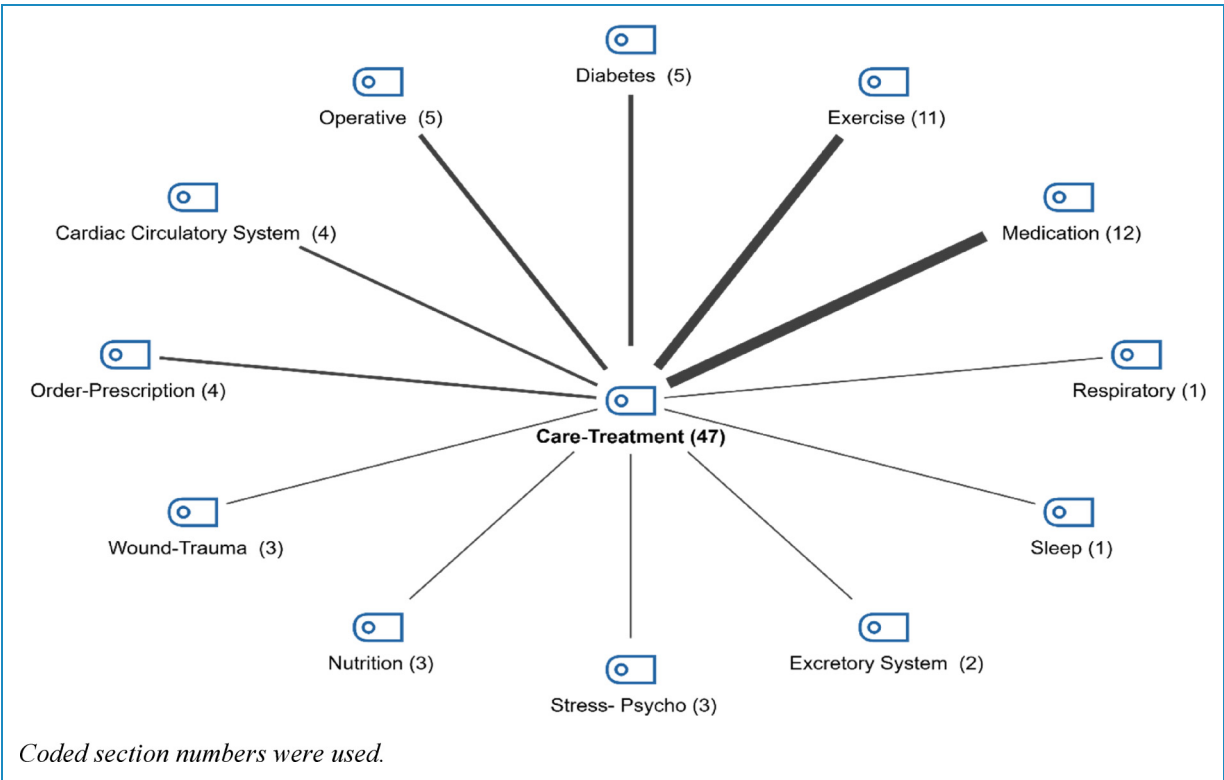 Diabetes (5)
Operative (5)
Exercise (11)
Cardiac Circulatory System (4)
Medication (12)
Order-Prescription (4)
Respiratory (1)
Care-Treatment (47)
Wound-Trauma (3)
Sleep (1)
Nutrition (3)
Excretory System (2)
Stress- Psycho (3)
Coded section numbers were used.